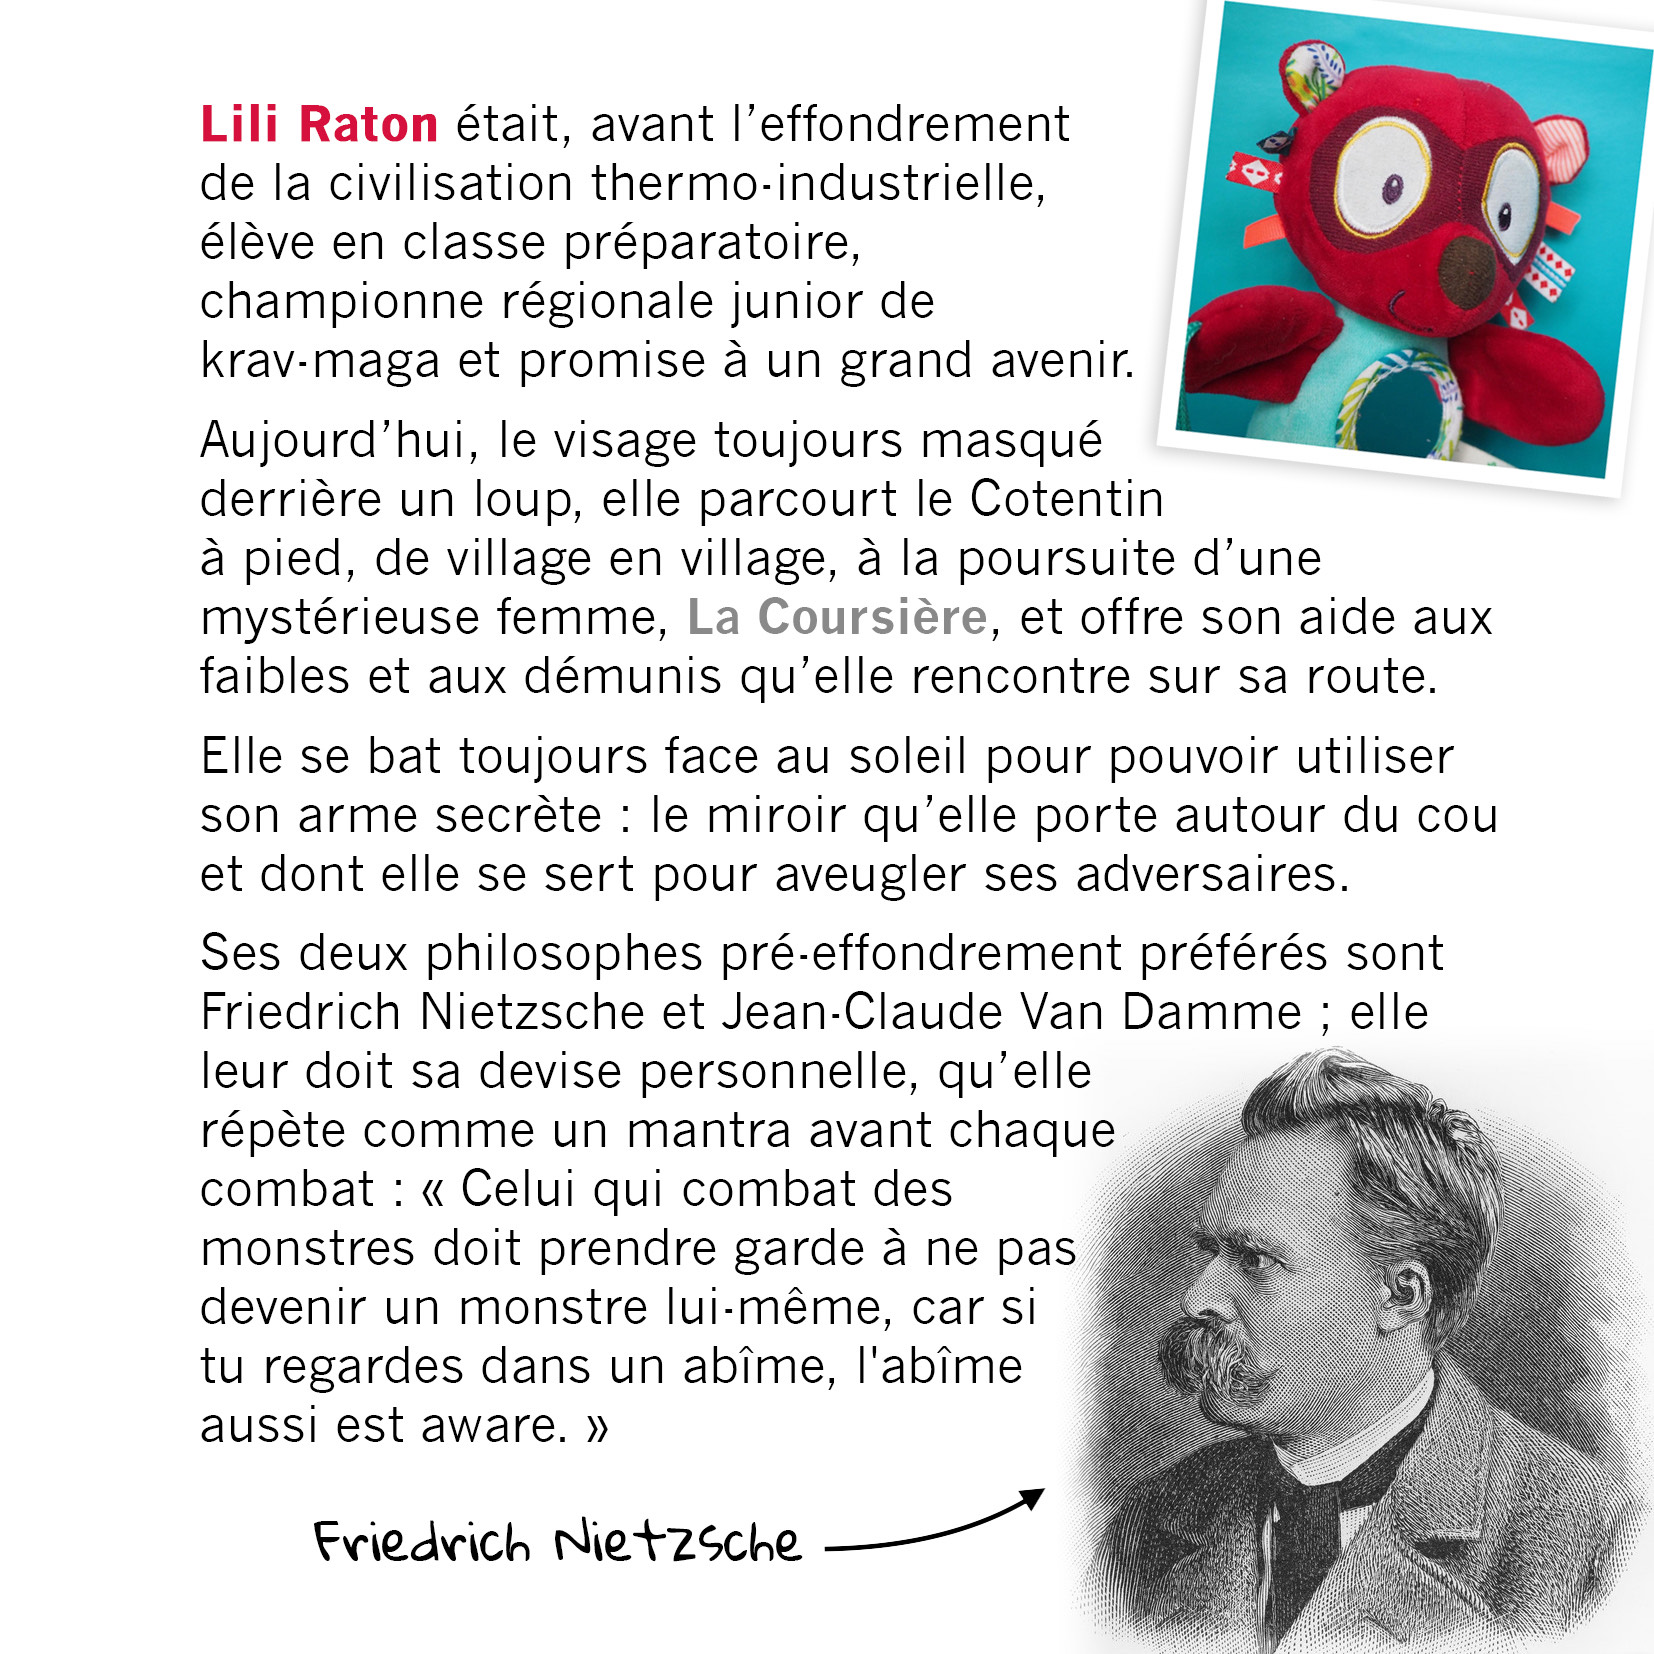 Lili Raton était, avant l’effondrement
de la civilisation thermo-industrielle,
élève en classe préparatoire,
championne régionale junior de
krav-maga et promise à un grand avenir.
Aujourd’hui, le visage toujours masqué
derrière un loup, elle parcourt le Cotentin
à pied, de village en village, à la poursuite d’une
mystérieuse femme, La Coursière, et offre son aide aux
faibles et aux démunis qu’elle rencontre sur sa route.
Elle se bat toujours face au soleil pour pouvoir utiliser
son arme secrète : le miroir qu’elle porte autour du cou
et dont elle se sert pour aveugler ses adversaires.
Ses deux philosophes pré-effondrement préférés sont
Friedrich Nietzsche et Jean-Claude Van Damme ; elle
leur doit sa devise personnelle, qu’elle
répète comme un mantra avant chaque
combat : « Celui qui combat des
monstres doit prendre garde à ne pas
devenir un monstre lui-même, car si
tu regardes dans un abîme, l'abîme
aussi est aware. »
Friedrich Nietzsche